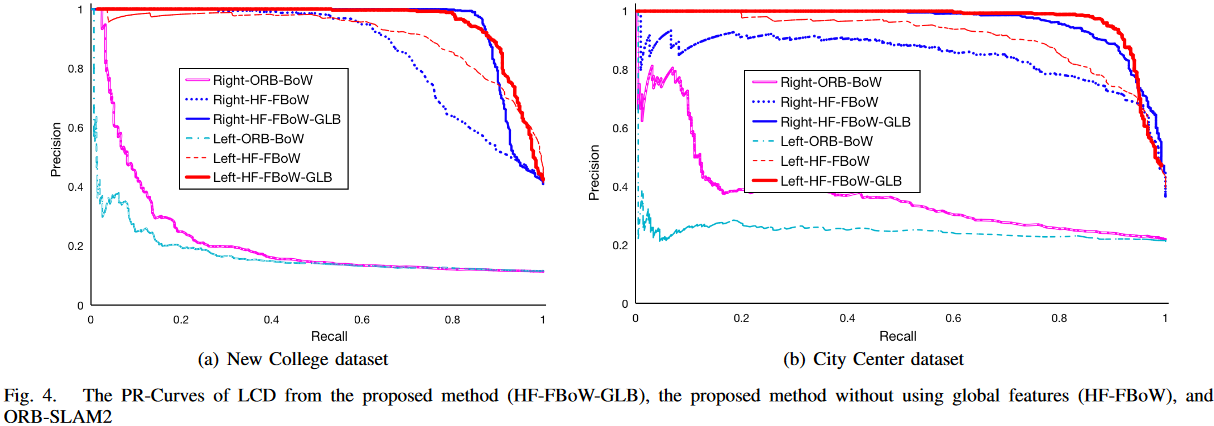 1
0.8
0.6
0.4
0.2
0
Precision
0
0.2
0.4
0.6
0.8
1
Recall
Right-ORB-BoW
Right-HF-FBoW
Right-HF-FBoW-GLB
Left-ORB-BoW
Left-HF-FBoW
Left-HF-FBoW-GLB
(a) New College dataset
1
0.8
0.6
0.4
0.2
0
Precision
0
0.2
0.4
0.6
0.8
1
Recall
Right-ORB-BoW
Right-HF-FBoW
Right-HF-FBoW-GLB
Left-ORB-BoW
Left-HF-FBoW
Left-HF-FBoW-GLB
(b) City Center dataset
Fig. 4. The PR-Curves of LCD from the proposed method (HF-FBoW-GLB), the proposed method without using global features (HF-FBoW), and
ORB-SLAM2